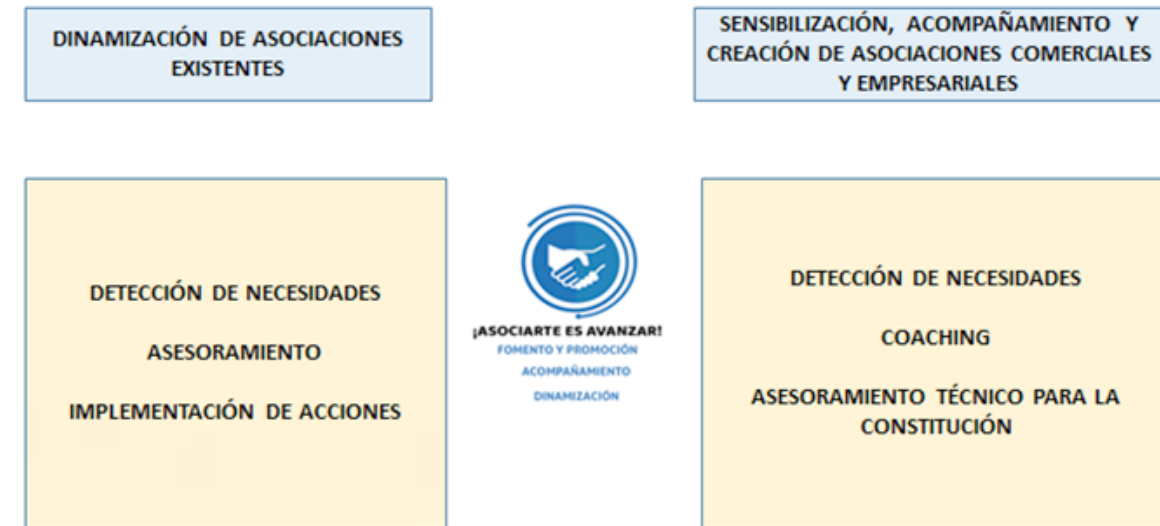 DINAMIZACIÓN DE ASOCIACIONES
EXISTENTES
SENSIBILIZACIÓN, ACOMPAÑAMIENTO Y
CREACIÓN DE ASOCIACIONES COMERCIALES
Y EMPRESARIALES
DETECCIÓN DE NECESIDADES
ASESORAMIENTO
IMPLEMENTACIÓN DE ACCIONES
¡ASOCIARTE ES AVANZAR!
FOMENTO Y PROMOCIÓN
ACOMPAÑAMIENTO
DINAMIZACIÓN
DETECCIÓN DE NECESIDADES
COACHING
ASESORAMIENTO TÉCNICO PARA LA
CONSTITUCIÓN